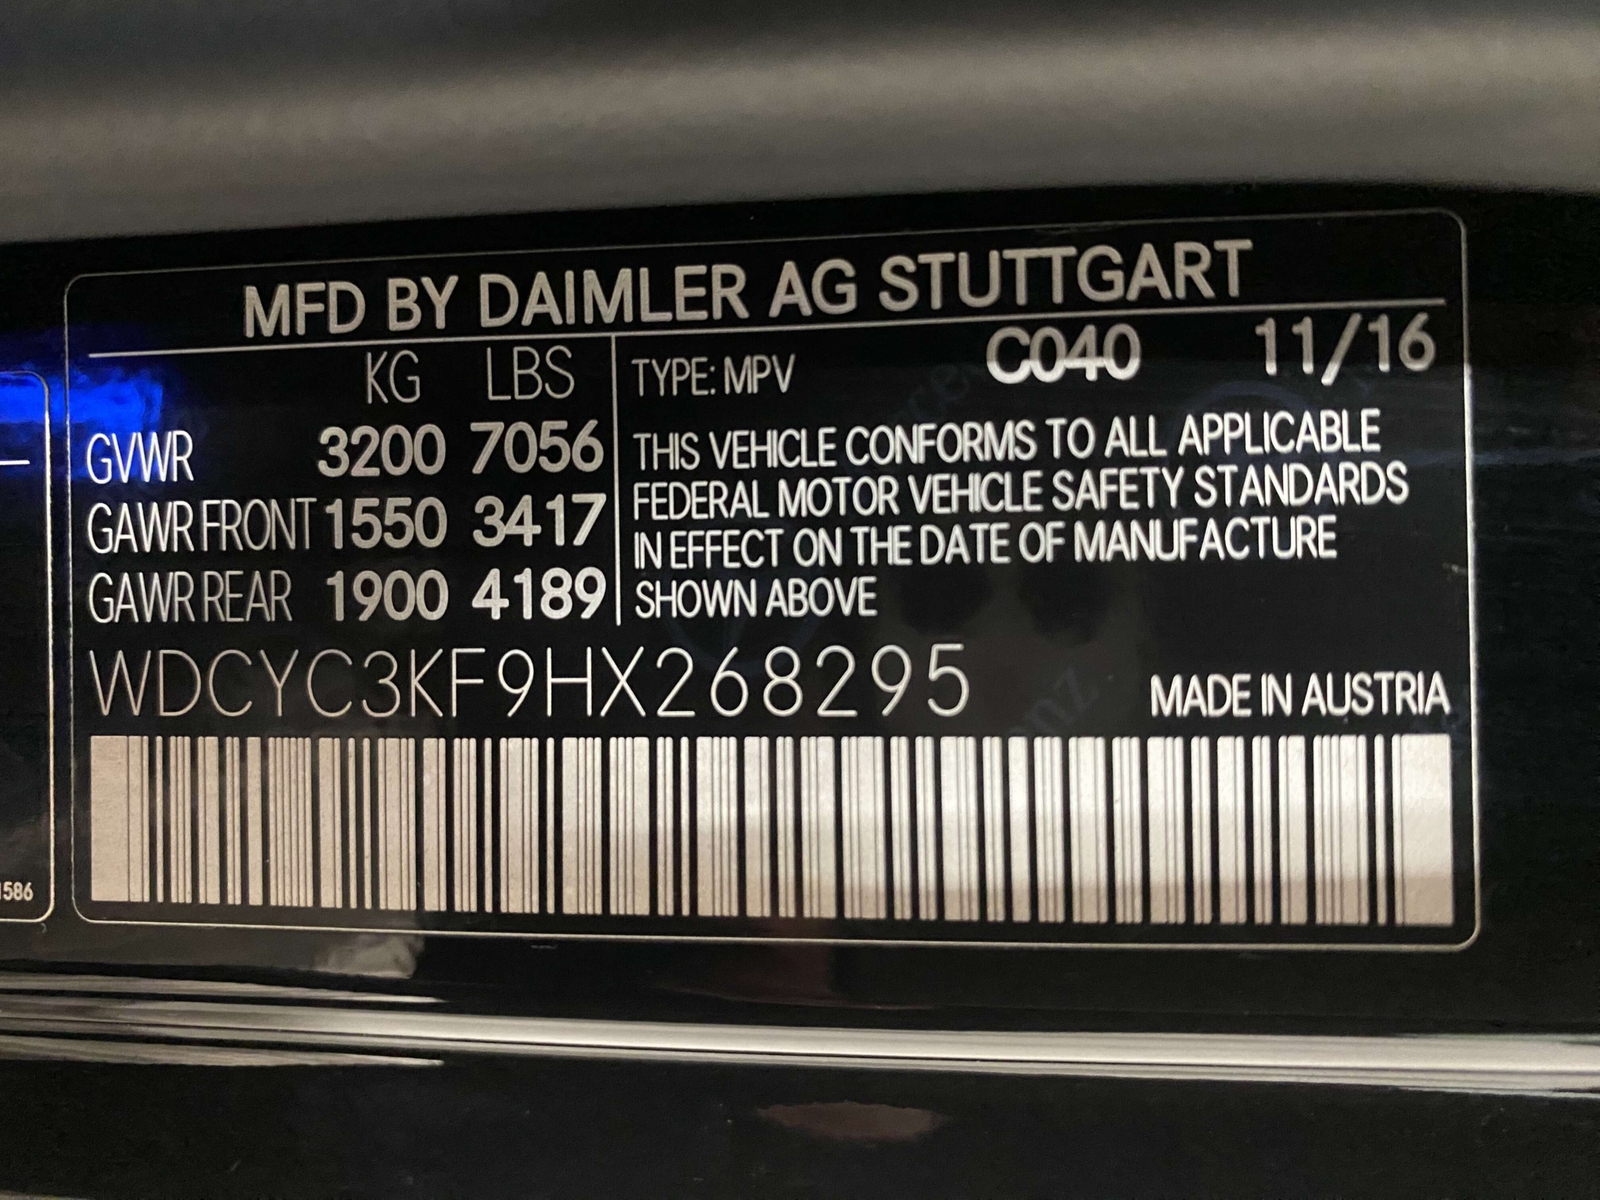 MFD BY DAIMLER AG STUTTGART
KG LBS
GVWR 3200 7056
GAWR FRONT 1550 3417
GAWR REAR 1900 4189
TYPE: MPV C040 11/16
THIS VEHICLE CONFORMS TO ALL APPLICABLE
FEDERAL MOTOR VEHICLE SAFETY STANDARDS
IN EFFECT ON THE DATE OF MANUFACTURE
SHOWN ABOVE
WDCYC3KF9HX268295
MADE IN AUSTRIA
1586